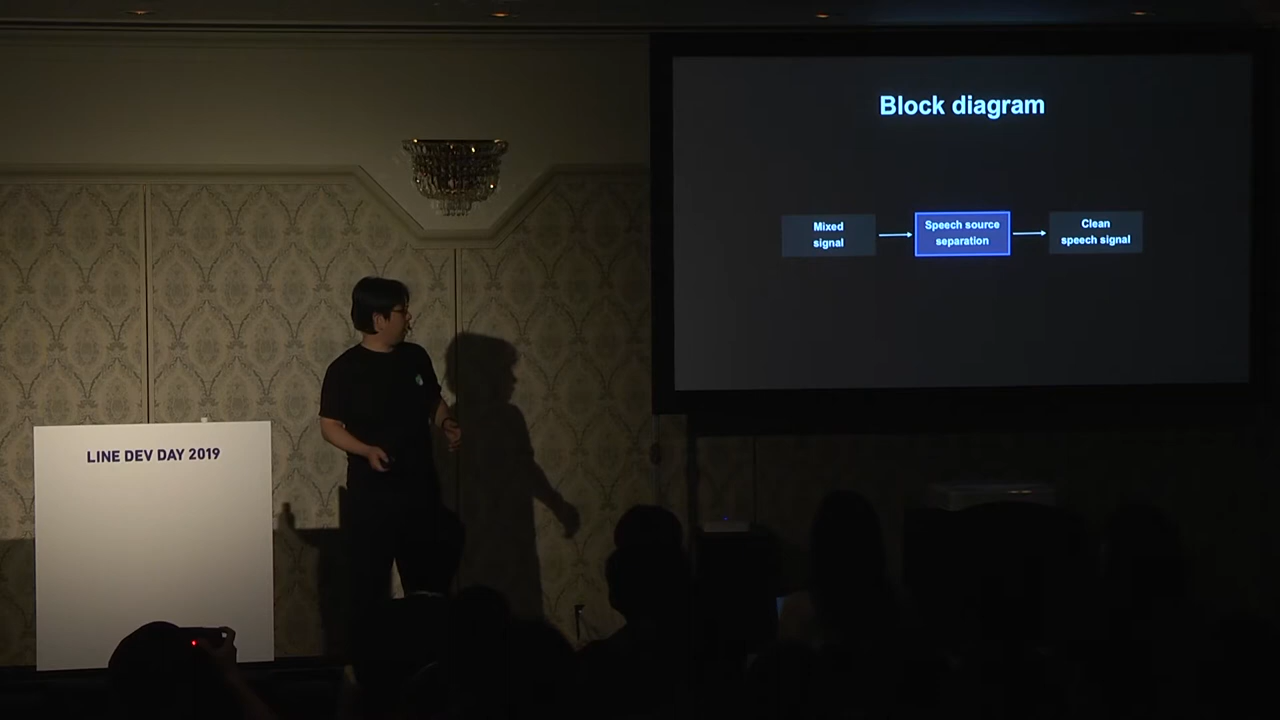 LINE DEV DAY 2019
Block diagram
Mixed
signal
Speech source
separation
Clean
speech signal